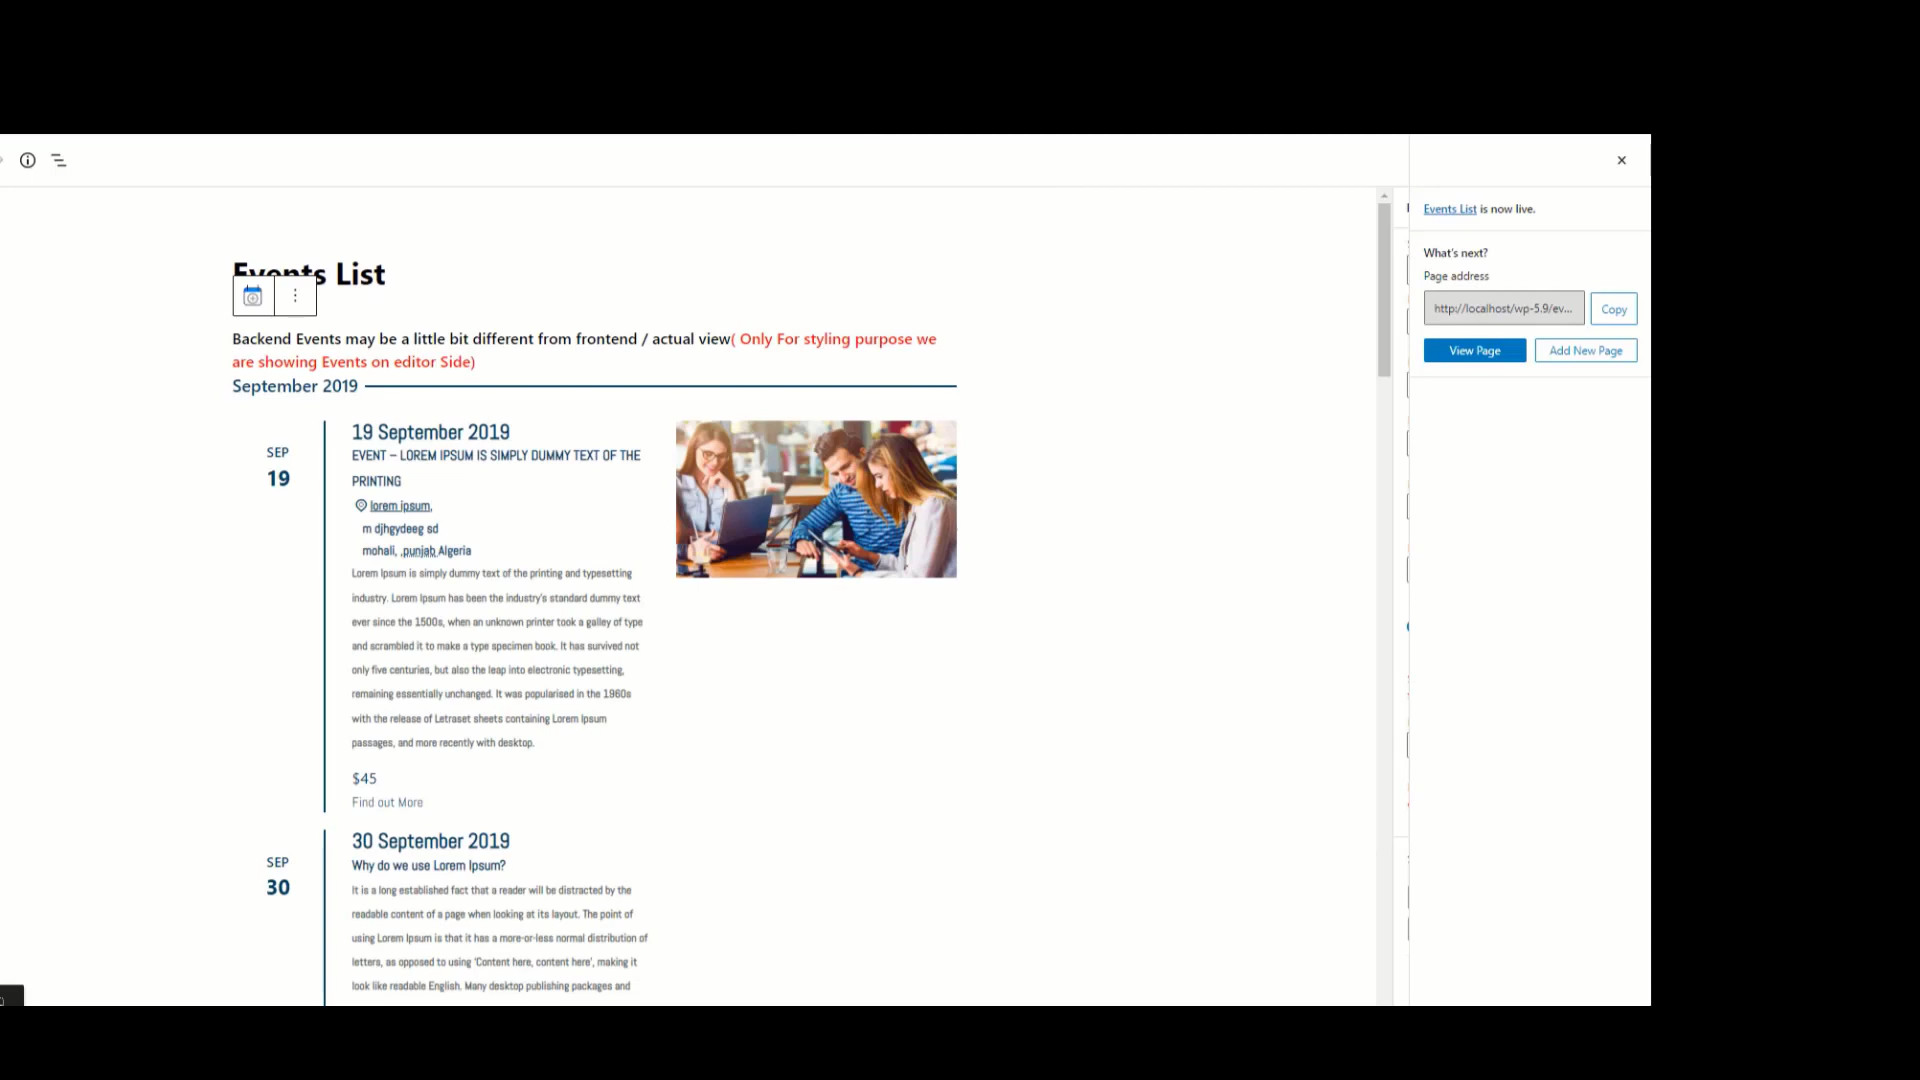 Events List is now live.
What's next?
Page address
http://localhost/wp-5.9/ev...
Copy
View Page
Add New Page
Events List
Backend Events may be a little bit different from frontend / actual view( Only For styling purpose we
are showing Events on editor Side)
September 2019
SEP
19
19 September 2019
EVENT – LOREM IPSUM IS SIMPLY DUMMY TEXT OF THE
PRINTING
lorem ipsum,
m djhgydeeg sd
mohali, ,punjab,Algeria
Lorem Ipsum is simply dummy text of the printing and typesetting
industry. Lorem Ipsum has been the industry's standard dummy text
ever since the 1500s, when an unknown printer took a galley of type
and scrambled it to make a type specimen book. It has survived not
only five centuries, but also the leap into electronic typesetting,
remaining essentially unchanged. It was popularised in the 1960s
with the release of Letraset sheets containing Lorem Ipsum
passages, and more recently with desktop.
$45
Find out More
SEP
30
30 September 2019
Why do we use Lorem Ipsum?
It is a long established fact that a reader will be distracted by the
readable content of a page when looking at its layout. The point of
using Lorem Ipsum is that it has a more-or-less normal distribution of
letters, as opposed to using 'Content here, content here', making it
look like readable English. Many desktop publishing packages and